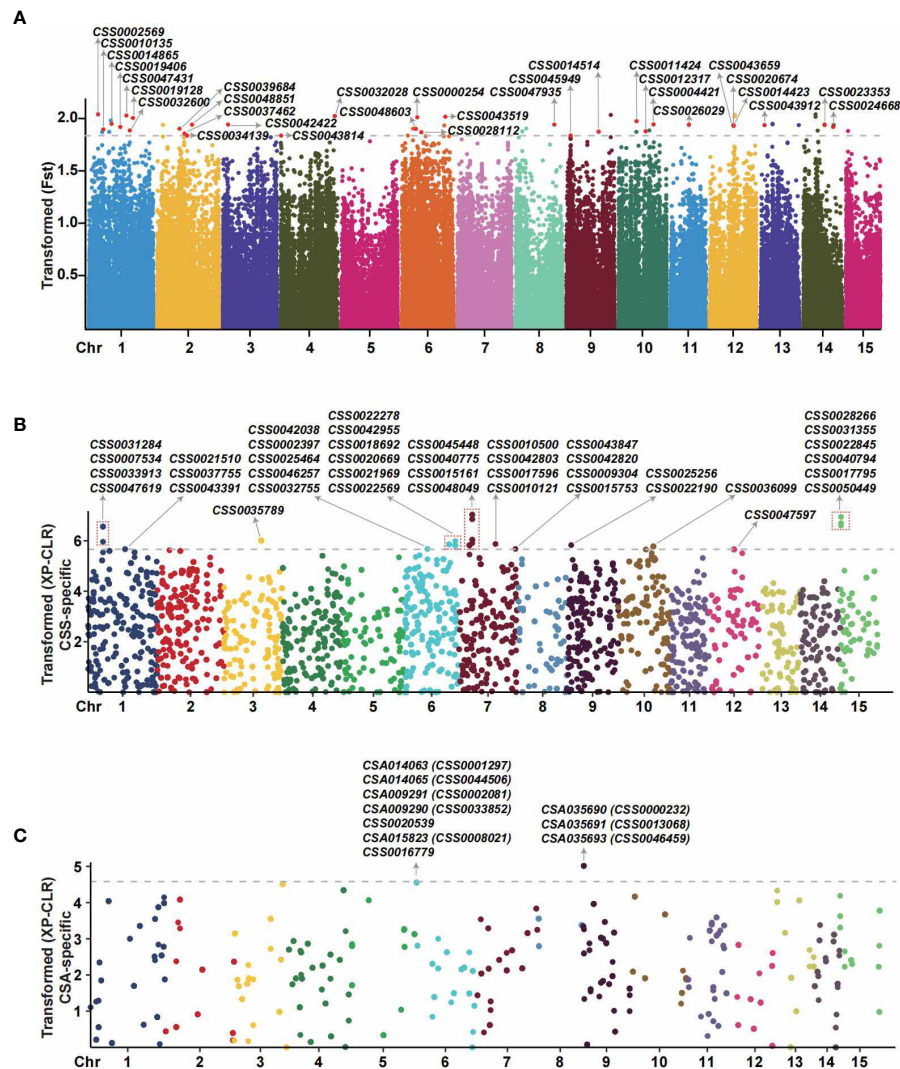 A
CSS0002569
CSS0010135
CSS0014865
CSS0019406
CSS0047431
CSS0019128
CSS0032600
CSS0039684
CSS0048851
CSS0037462
CSS0034139
CSS0042422
CSS0043814
CSS0032028
CSS0048603
CSS0000254
CSS0043519
CSS0028112
CSS0014514
CSS0045949
CSS0047935
CSS0011424
CSS0012317
CSS0004421
CSS0026029
CSS0043659
CSS0020674
CSS0014423
CSS0043912
CSS0023353
CSS0024668
Transformed (Fst)
2.0
1.5
1.0
0.5
Chr 1 2 3 4 5 6 7 8 9 10 11 12 13 14 15
B
CSS0031284
CSS0007534
CSS0033913
CSS0047619
CSS0021510
CSS0037755
CSS0043391
CSS0035789
CSS0042038
CSS0002397
CSS0025464
CSS0046257
CSS0032755
CSS0022278
CSS0042955
CSS0018692
CSS0020669
CSS0021969
CSS0022569
CSS0045448
CSS0040775
CSS0015161
CSS0048049
CSS0010500
CSS0042803
CSS0017596
CSS0010121
CSS0043847
CSS0042820
CSS0009304
CSS0015753
CSS0025256
CSS0022190
CSS0036099
CSS0047597
CSS0028266
CSS0031355
CSS0022845
CSS0040794
CSS0017795
CSS0050449
Transformed (XP-CLR)
CSS-specific
6
4
2
Chr 1 2 3 4 5 6 7 8 9 10 11 12 13 14 15
C
CSA014063 (CSS0001297)
CSA014065 (CSS0044506)
CSA009291 (CSS0002081)
CSA009290 (CSS0033852)
CSS0020539
CSA015823 (CSS0008021)
CSS0016779
CSA035690 (CSS0000232)
CSA035691 (CSS0013068)
CSA035693 (CSS0046459)
Transformed (XP-CLR)
CSA-specific
5
4
3
2
1
Chr 1 2 3 4 5 6 7 8 9 10 11 12 13 14 15